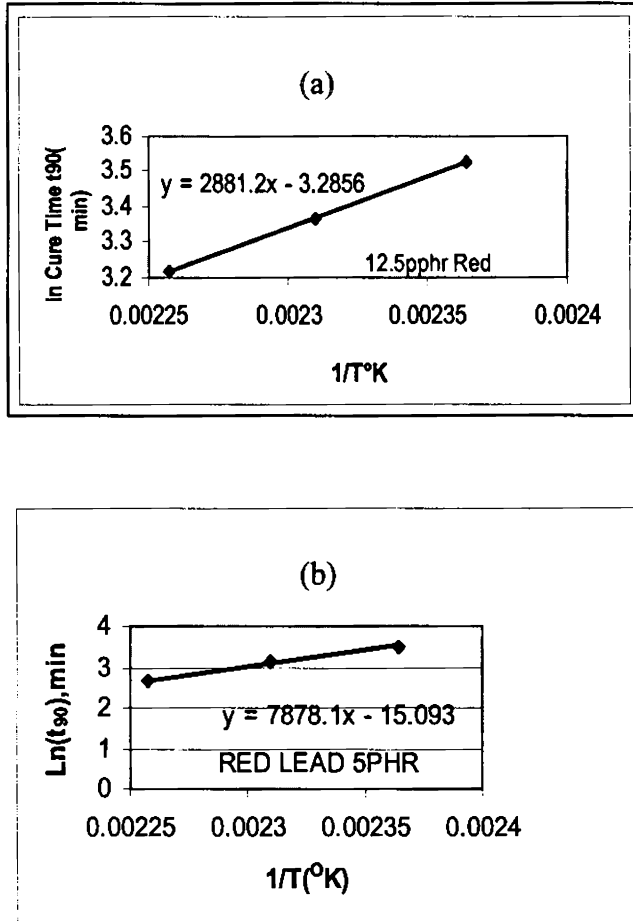 (a)
ln Cure Time t90(
min)
3.6
3.5
3.4
3.3
3.2
y = 2881.2x - 3.2856
12.5pphr Red
0.00225 0.0023 0.00235 0.0024
1/T°K
(b)
Ln(t90),min
4
3
2
1
0
y = 7878.1x - 15.093
RED LEAD 5PHR
0.00225 0.0023 0.00235 0.0024
1/T(°K)